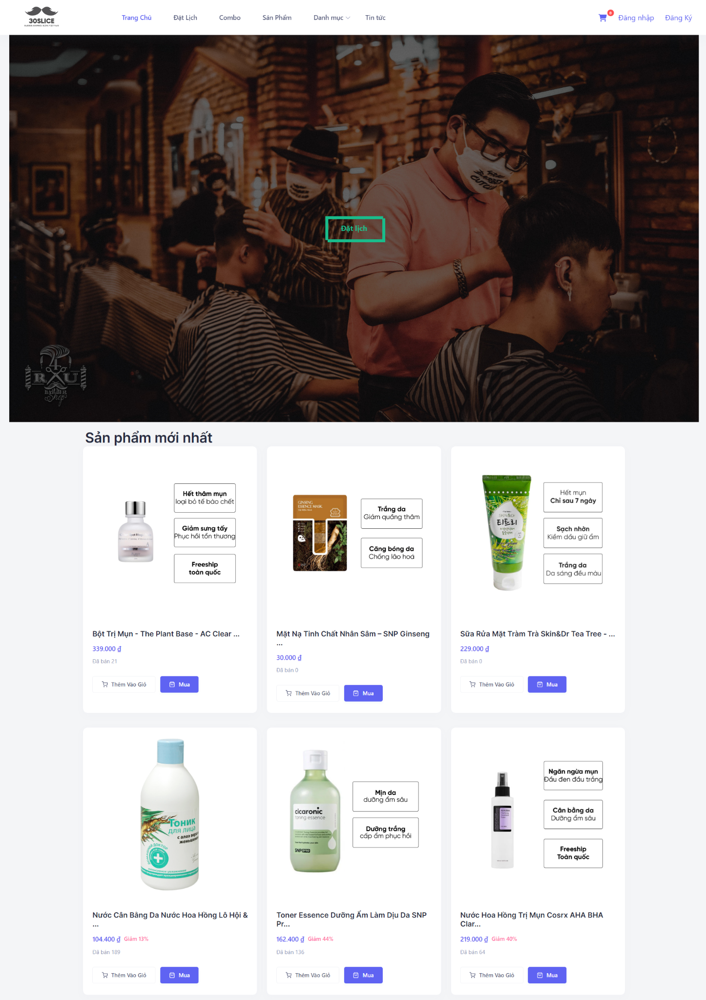 30SLICE
Trang Chủ
Đặt Lịch
Combo
Sản Phẩm
Danh mục
Tin tức
0
Đăng nhập
Đăng Ký
Đặt lịch
4
RAU
BARBER
Shop
Sản phẩm mới nhất
Hết thâm mụn
loại bỏ tế bào chết
Giảm sưng tấy
Phục hồi tổn thương
Freeship
toàn quốc
GINSENG
ESSENCE MASK
Trắng da
Giảm quầng thâm
Căng bóng da
Chống lão hoá
SKIN&Dr
티트리
Hết mụn
Chỉ sau 7 ngày
Sạch nhờn
Kiềm dầu giữ ẩm
Trắng da
Da sáng đều màu
Bột Trị Mụn - The Plant Base - AC Clear ...
339.000 ₫
Đã bán 21
Thêm Vào Giỏ
Mua
Mặt Nạ Tinh Chất Nhân Sâm – SNP Ginseng
...
30.000 ₫
Đã bán 0
Thêm Vào Giỏ
Mua
Sữa Rửa Mặt Tràm Trà Skin&Dr Tea Tree - ...
229.000 ₫
Đã bán 0
Thêm Vào Giỏ
Mua
Тоник
для лица
с алоэ вера и
женьшенем
ДОМАШНИЙ ДОКТОР
интенсивное увлажнение
cicaronic
toning essence
SNP prep
Mịn da
dưỡng ẩm sâu
Dưỡng trắng
cấp ẩm phục hồi
Ngăn ngừa mụn
Đầu đen đầu trắng
Cân bằng da
Dưỡng ẩm sâu
Freeship
Toàn quốc
Nước Cân Bằng Da Nước Hoa Hồng Lô Hội &
...
104.400 ₫ Giảm 13%
Đã bán 189
Thêm Vào Giỏ
Mua
Toner Essence Dưỡng Ẩm Làm Dịu Da SNP
Pr...
162.400 ₫ Giảm 44%
Đã bán 136
Thêm Vào Giỏ
Mua
Nước Hoa Hồng Trị Mụn Cosrx AHA BHA
Clar...
219.000 ₫ Giảm 40%
Đã bán 64
Thêm Vào Giỏ
Mua